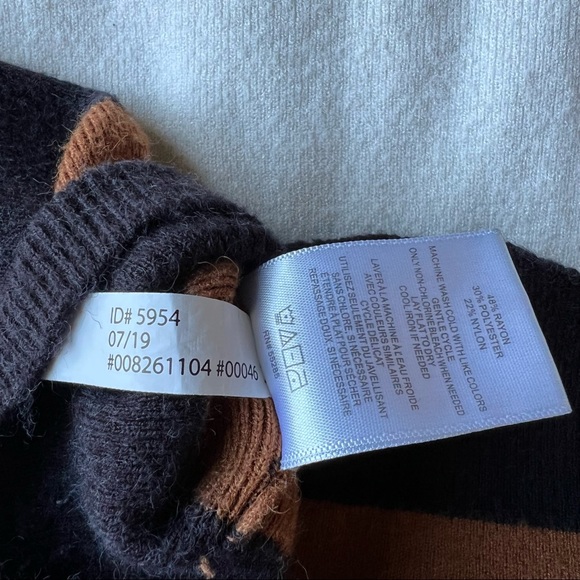 ID# 5954
07/19
#008261104 #00046
48% RAYON
30% POLYESTER
22% NYLON
MACHINE WASH COLD WITH LIKE COLORS
GENTLE CYCLE
ONLY NON-CHLORINE BLEACH WHEN NEEDED
LAY FLAT TO DRY
COOL IRON IF NEEDED
LAVER À LA MACHINE À L'EAU FROIDE
AVEC COULEURS SIMILAIRES
CYCLE DÉLICAT
UTILISEZ SEULEMENT DE L'EAU JAVELLISANT
SANS CHLORE, SI NÉCESSAIRE
ÉTENDRE À PLAT POUR SÉCHER
REPASSAGE DOUX, SI NÉCESSAIRE